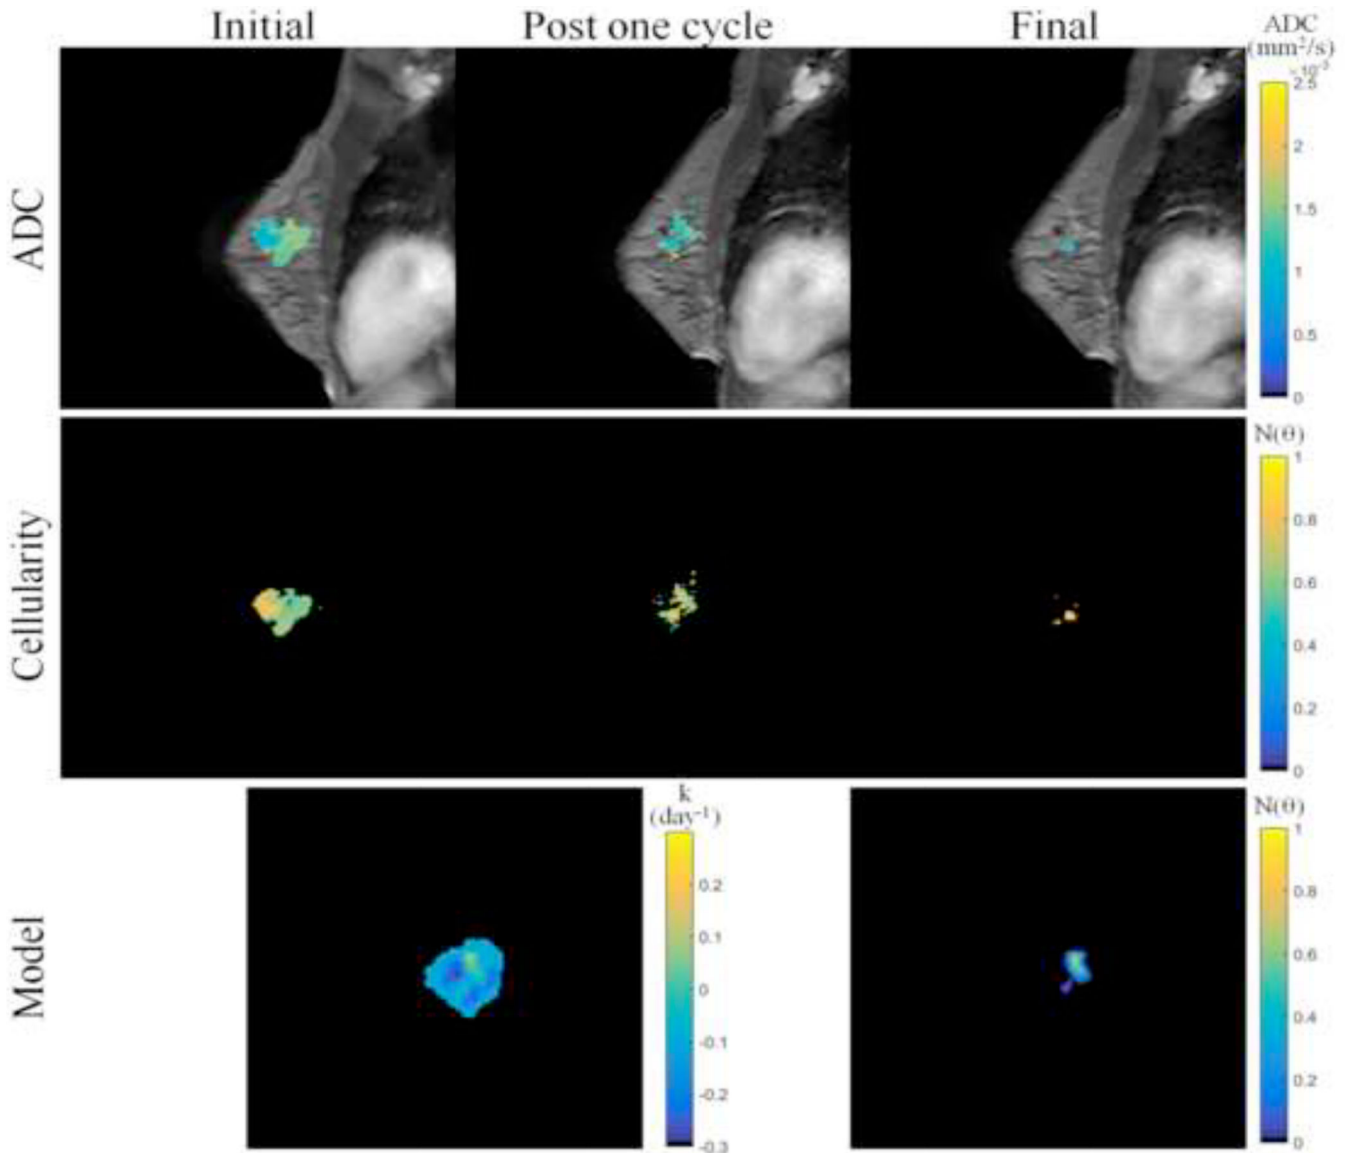 Initial
Post one cycle
Final
ADC
(mm²/s)
×10⁻³
ADC
2.5
2
1.5
1
0.5
0
Cellularity
N(θ)
1
0.8
0.6
0.4
0.2
0
Model
k
(day⁻¹)
0.2
0.1
0
-0.1
-0.2
-0.3
N(θ)
1
0.8
0.6
0.4
0.2
0